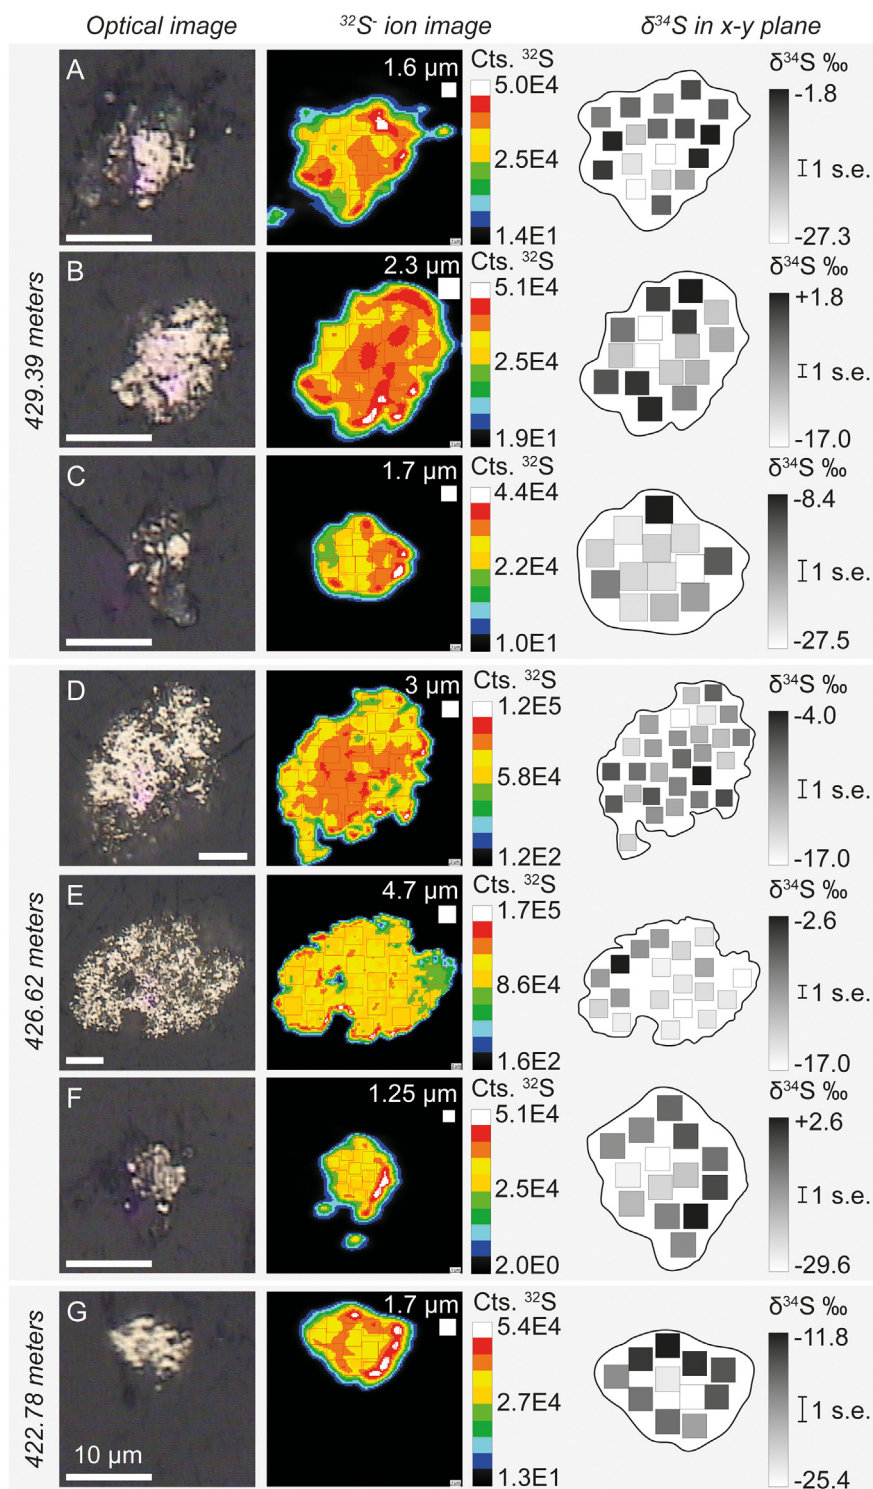 Optical image
³²S⁻ ion image
δ³⁴S in x-y plane
429.39 meters
A
1.6 µm
Cts. ³²S
5.0E4
2.5E4
1.4E1
δ³⁴S ‰
-1.8
1 s.e.
-27.3
B
2.3 µm
Cts. ³²S
5.1E4
2.5E4
1.9E1
δ³⁴S ‰
+1.8
1 s.e.
-17.0
C
1.7 µm
Cts. ³²S
4.4E4
2.2E4
1.0E1
δ³⁴S ‰
-8.4
1 s.e.
-27.5
426.62 meters
D
3 µm
Cts. ³²S
1.2E5
5.8E4
1.2E2
δ³⁴S ‰
-4.0
1 s.e.
-17.0
E
4.7 µm
Cts. ³²S
1.7E5
8.6E4
1.6E2
δ³⁴S ‰
-2.6
1 s.e.
-17.0
F
1.25 µm
Cts. ³²S
5.1E4
2.5E4
2.0E0
δ³⁴S ‰
+2.6
1 s.e.
-29.6
422.78 meters
G
10 µm
1.7 µm
Cts. ³²S
5.4E4
2.7E4
1.3E1
δ³⁴S ‰
-11.8
1 s.e.
-25.4